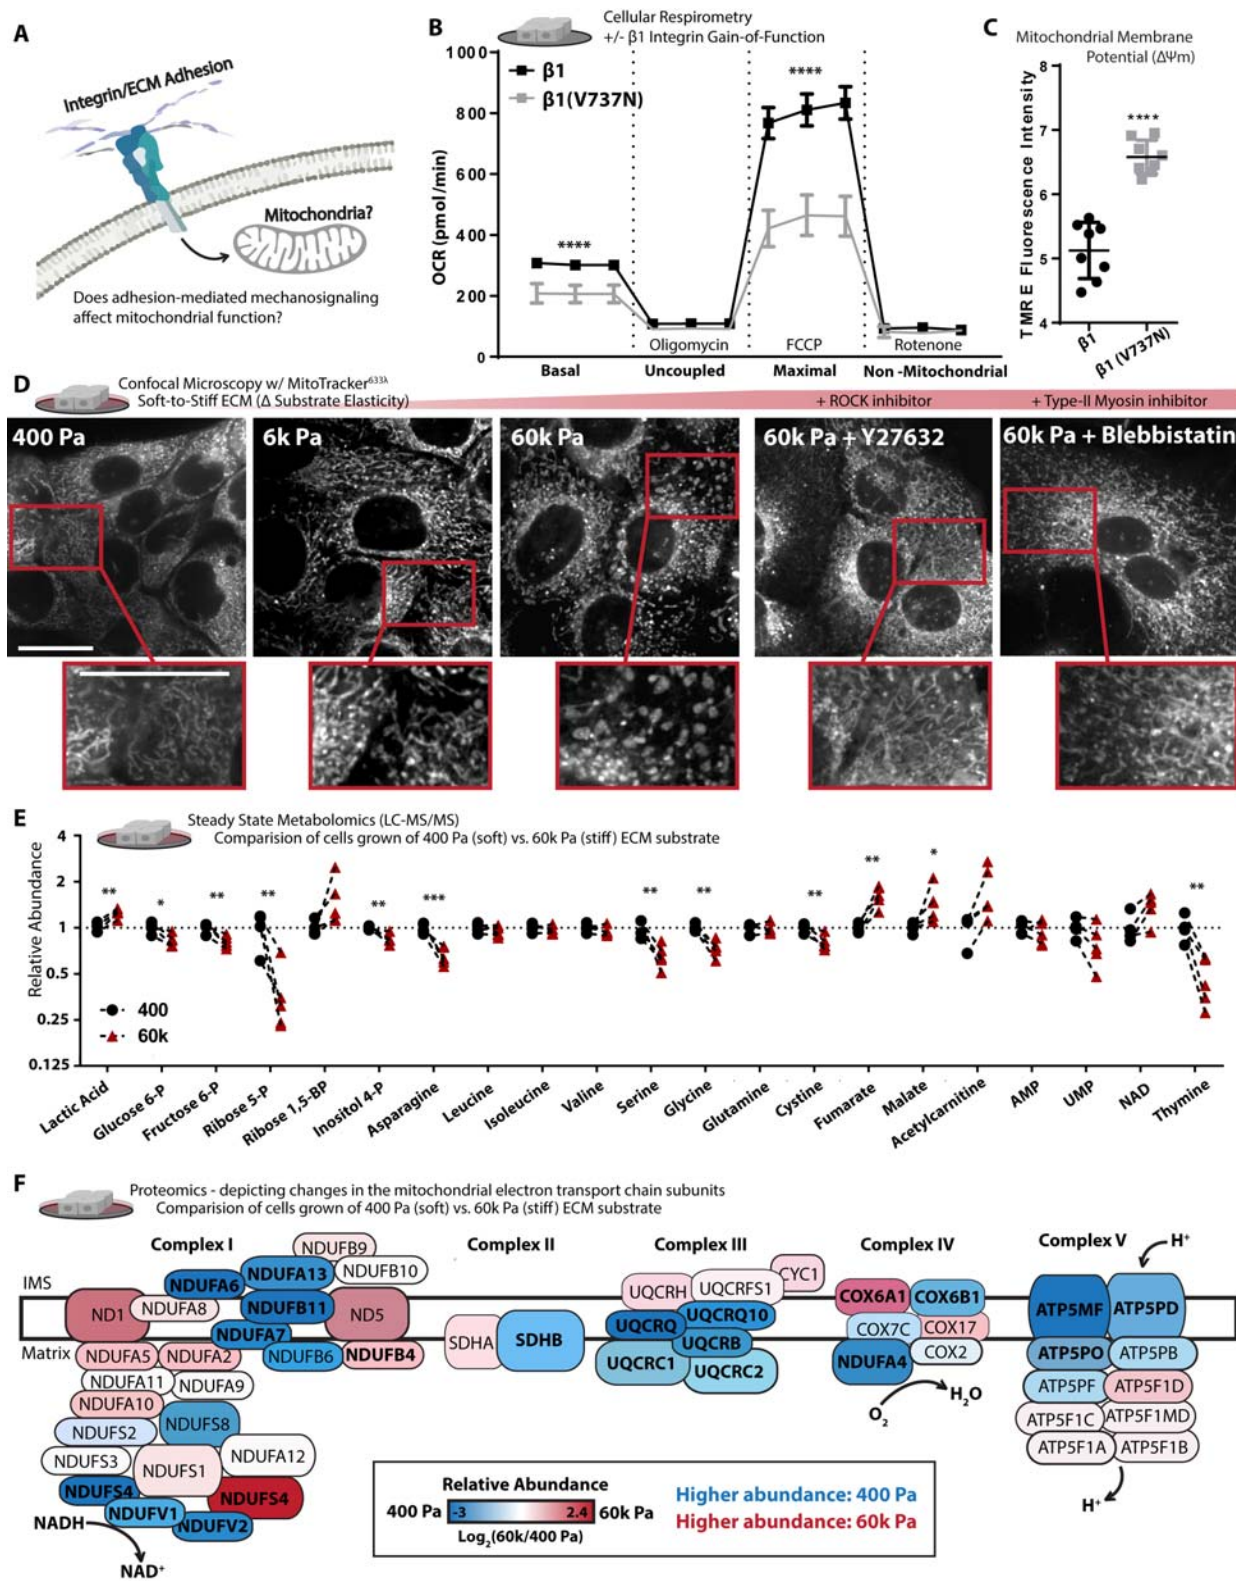 A
Integrin/ECM Adhesion
Mitochondria?
Does adhesion-mediated mechanosignaling
affect mitochondrial function?
B
Cellular Respirometry
+/- β1 Integrin Gain-of-Function
OCR (pmol/min)
1000
800
600
400
200
0
β1
β1(V737N)
****
****
Oligomycin
FCCP
Rotenone
Basal
Uncoupled
Maximal
Non -Mitochondrial
C
Mitochondrial Membrane
Potential (ΔΨm)
TMRE Fluorescence Intensity
8
7
6
5
4
****
β1
β1 (V737N)
D
Confocal Microscopy w/ MitoTracker633λ
Soft-to-Stiff ECM (Δ Substrate Elasticity)
+ ROCK inhibitor
+ Type-II Myosin inhibitor
400 Pa
6k Pa
60k Pa
60k Pa + Y27632
60k Pa + Blebbistatin
E
Steady State Metabolomics (LC-MS/MS)
Comparision of cells grown of 400 Pa (soft) vs. 60k Pa (stiff) ECM substrate
Relative Abundance
4
2
1
0.5
0.25
0.125
** * ** ** ** *** ** ** ** ** * **
400
60k
Lactic Acid
Glucose 6-P
Fructose 6-P
Ribose 5-P
Ribose 1,5-BP
Inositol 4-P
Asparagine
Leucine
Isoleucine
Valine
Serine
Glycine
Glutamine
Cystine
Fumarate
Malate
Acetylcarnitine
AMP
UMP
NAD
Thymine
F
Proteomics - depicting changes in the mitochondrial electron transport chain subunits
Comparision of cells grown of 400 Pa (soft) vs. 60k Pa (stiff) ECM substrate
Complex I
Complex II
Complex III
Complex IV
Complex V
IMS
Matrix
NDUFB9
NDUFA6
NDUFA13
NDUFB10
ND1
NDUFA8
NDUFB11
ND5
NDUFA7
NDUFA5
NDUFA2
NDUFB6
NDUFB4
NDUFA11
NDUFA9
NDUFA10
NDUFS2
NDUFS8
NDUFS3
NDUFS1
NDUFA12
NDUFS4
NDUFS4
NDUFV1
NDUFV2
NADH
NAD+
SDHA
SDHB
CYC1
UQCRH
UQCRFS1
UQCRQ
UQCRQ10
UQCRB
UQCRC1
UQCRC2
COX6A1
COX6B1
COX7C
COX17
NDUFA4
COX2
O2
H2O
H+
ATP5MF
ATP5PD
ATP5PO
ATP5PB
ATP5PF
ATP5F1D
ATP5F1C
ATP5F1MD
ATP5F1A
ATP5F1B
H+
Relative Abundance
400 Pa
-3
2.4
60k Pa
Log2(60k/400 Pa)
Higher abundance: 400 Pa
Higher abundance: 60k Pa